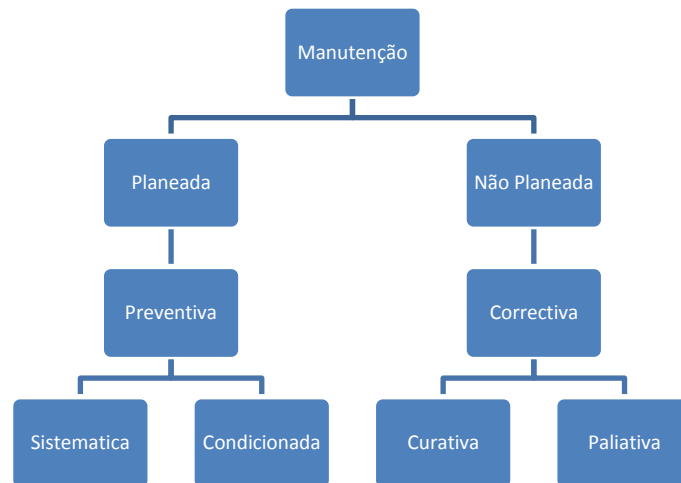 Manutenção
Planeada
Não Planeada
Preventiva
Correctiva
Sistematica
Condicionada
Curativa
Paliativa